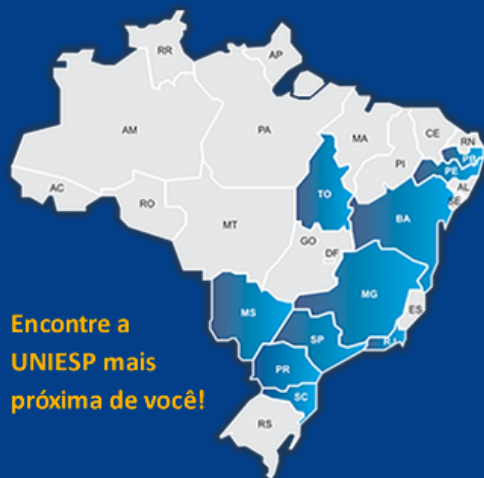 RR
AP
AM
PA
MA
CE
RN
PB
PI
PE
AL
SE
AC
RO
TO
BA
MT
GO
DF
MG
ES
MS
SP
RJ
PR
SC
RS
Encontre a
UNIESP mais
próxima de você!